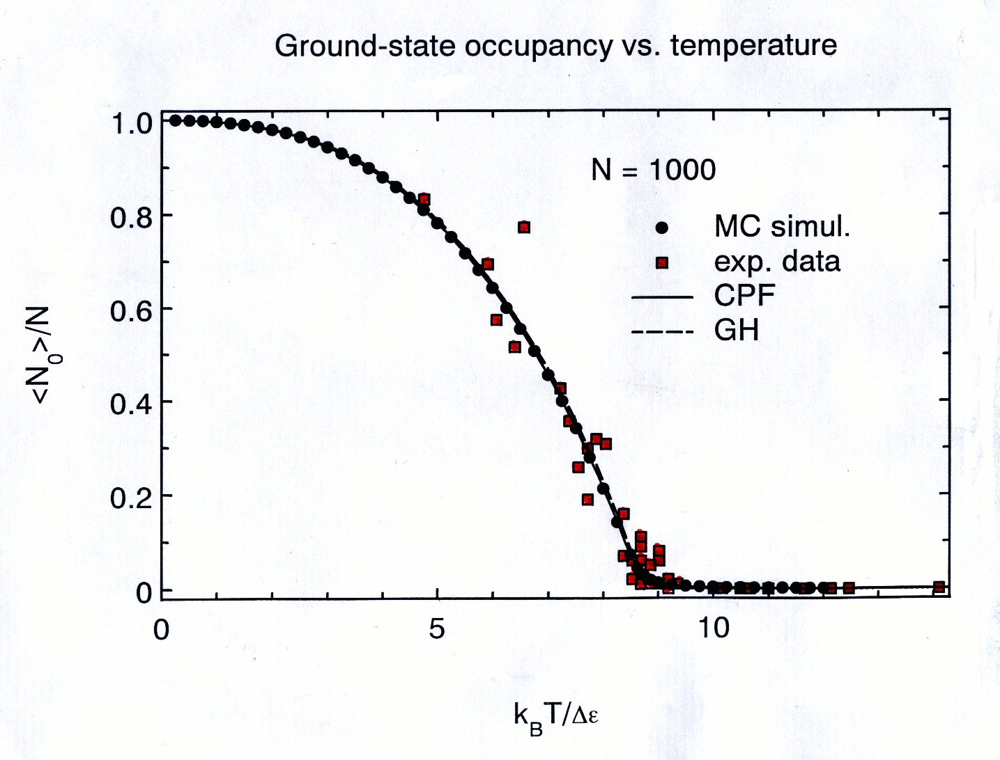 Ground-state occupancy vs. temperature
1.0
0.8
0.6
0.4
0.2
0
<N₀>/N
N = 1000
MC simul.
exp. data
CPF
GH
0
5
10
k_BT/Δε